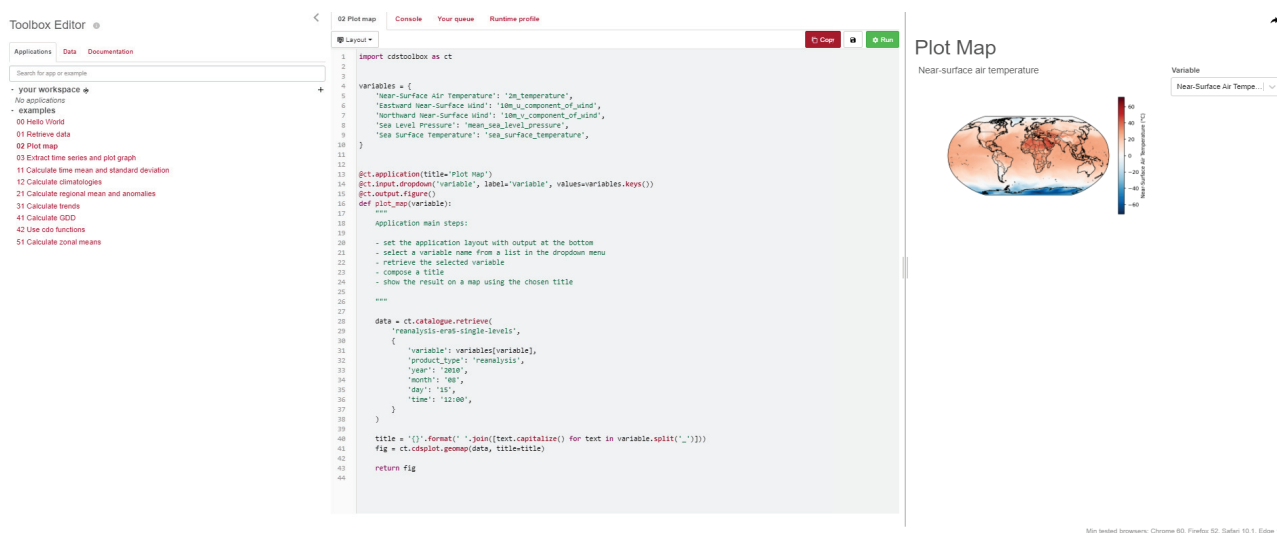 Toolbox Editor
Applications Data Documentation
Search for app or example
- your workspace +
No applications
- examples
00 Hello World
01 Retrieve data
02 Plot map
03 Extract time series and plot graph
11 Calculate time mean and standard deviation
12 Calculate climatologies
21 Calculate regional mean and anomalies
31 Calculate trends
41 Calculate GDD
42 Use cdo functions
51 Calculate zonal means
02 Plot map Console Your queue Runtime profile
Layout Copy Run
1 import cdstoolbox as ct
2
3
4 variables = {
5 'Near-Surface Air Temperature': '2m_temperature',
6 'Eastward Near-Surface Wind': '10m_u_component_of_wind',
7 'Northward Near-Surface Wind': '10m_v_component_of_wind',
8 'Sea Level Pressure': 'mean_sea_level_pressure',
9 'Sea Surface Temperature': 'sea_surface_temperature',
10 }
11
12
13 @ct.application(title='Plot Map')
14 @ct.input.dropdown('variable', label='Variable', values=variables.keys())
15 @ct.output.figure()
16 def plot_map(variable):
17 """
18 Application main steps:
19
20 - set the application layout with output at the bottom
21 - select a variable name from a list in the dropdown menu
22 - retrieve the selected variable
23 - compose a title
24 - show the result on a map using the chosen title
25
26 """
27
28 data = ct.catalogue.retrieve(
29 'reanalysis-era5-single-levels',
30 {
31 'variable': variables[variable],
32 'product_type': 'reanalysis',
33 'year': '2010',
34 'month': '08',
35 'day': '15',
36 'time': '12:00',
37 }
38 )
39
40 title = '{}'.format(' '.join([text.capitalize() for text in variable.split('_')]))
41 fig = ct.cdsplot.geomap(data, title=title)
42
43 return fig
44
Plot Map
Near-surface air temperature
Variable
Near-Surface Air Tempe...
60
40
20
0
−20
−40
−60
Near-Surface Air Temperature (°C)
Min tested browsers: Chrome 60, Firefox 52, Safari 10.1, Edge